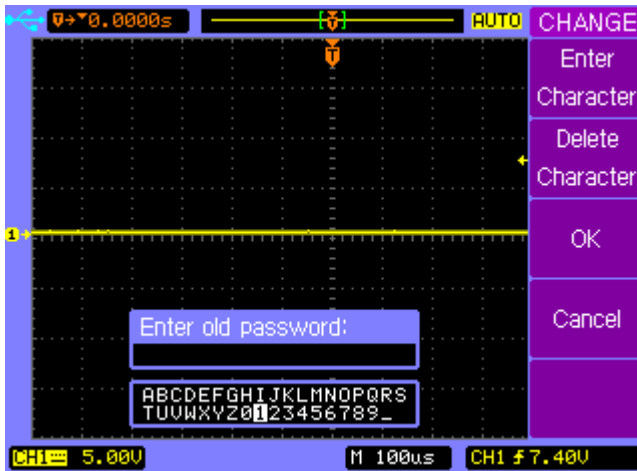 T→▼0.0000s
[T]
AUTO
CHANGE
T
Enter
Character
Delete
Character
1
OK
Cancel
Enter old password:
ABCDEFGHIJKLMNOPQRS
TUVWXYZ0123456789_
CH1 5.00V
M 100us
CH1 7.40V